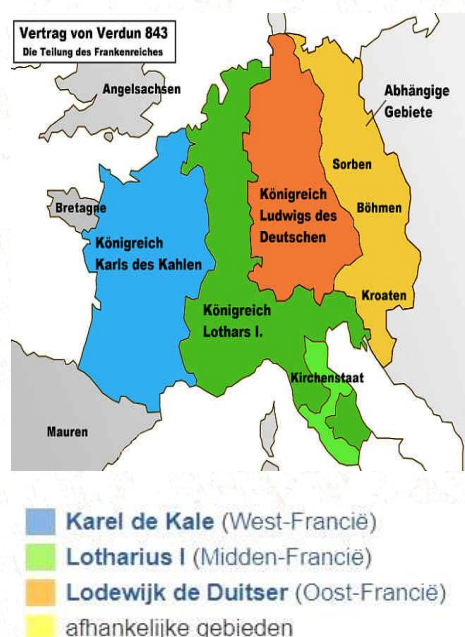 Vertrag von Verdun 843
Die Teilung des Frankenreiches
Angelsachsen
Abhängige
Gebiete
Sorben
Bretagne
Königreich
Ludwigs des
Deutschen
Böhmen
Königreich
Karls des Kahlen
Kroaten
Königreich
Lothars I.
Kirchenstaat
Mauren
Karel de Kale (West-Francië)
Lotharius I (Midden-Francië)
Lodewijk de Duitser (Oost-Francië)
afhankelijke gebieden